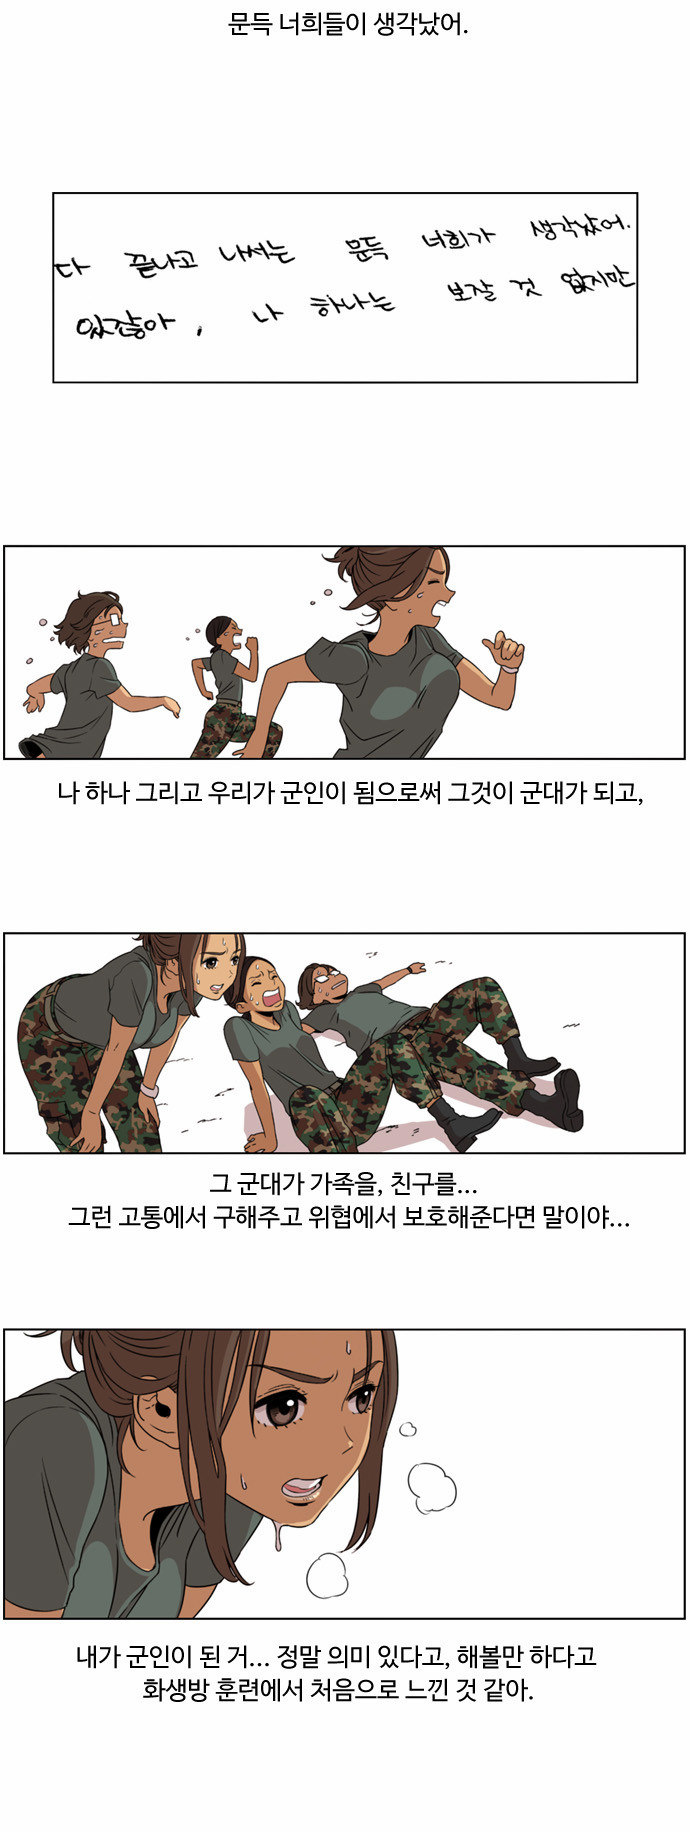 문득 너희들이 생각났어.
다 끝나고 나서는 문득 너희가 생각났어.
있잖아, 나 하나는 보잘 것 없지만
나 하나 그리고 우리가 군인이 됨으로써 그것이 군대가 되고,
그 군대가 가족을, 친구를...
그런 고통에서 구해주고 위협에서 보호해준다면 말이야...
내가 군인이 된 거... 정말 의미 있다고, 해볼만 하다고
화생방 훈련에서 처음으로 느낀 것 같아.